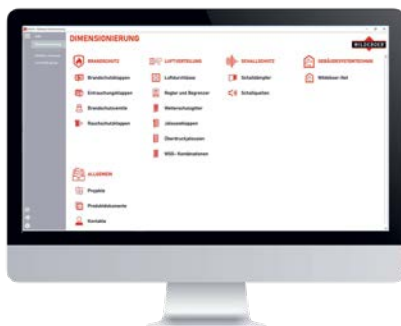 DIMENSIONIERUNG
WILDEBOER
BRANDSCHUTZ
LUFTVERTEILUNG
SCHALLSCHUTZ
GEBÄUDESYSTEMTECHNIK
Brandschutzklappen
Luftdurchlässe
Schalldämpfer
Wildeboer-Net
Entrauchungsklappen
Regler und Begrenzer
Schallquellen
Brandschutzventile
Wetterschutzgitter
Rauchschutzklappen
Jalousieklappen
Überdruckjalousien
WSG- Kombinationen
ALLGEMEIN
Projekte
Produktdokumente
Kontakte